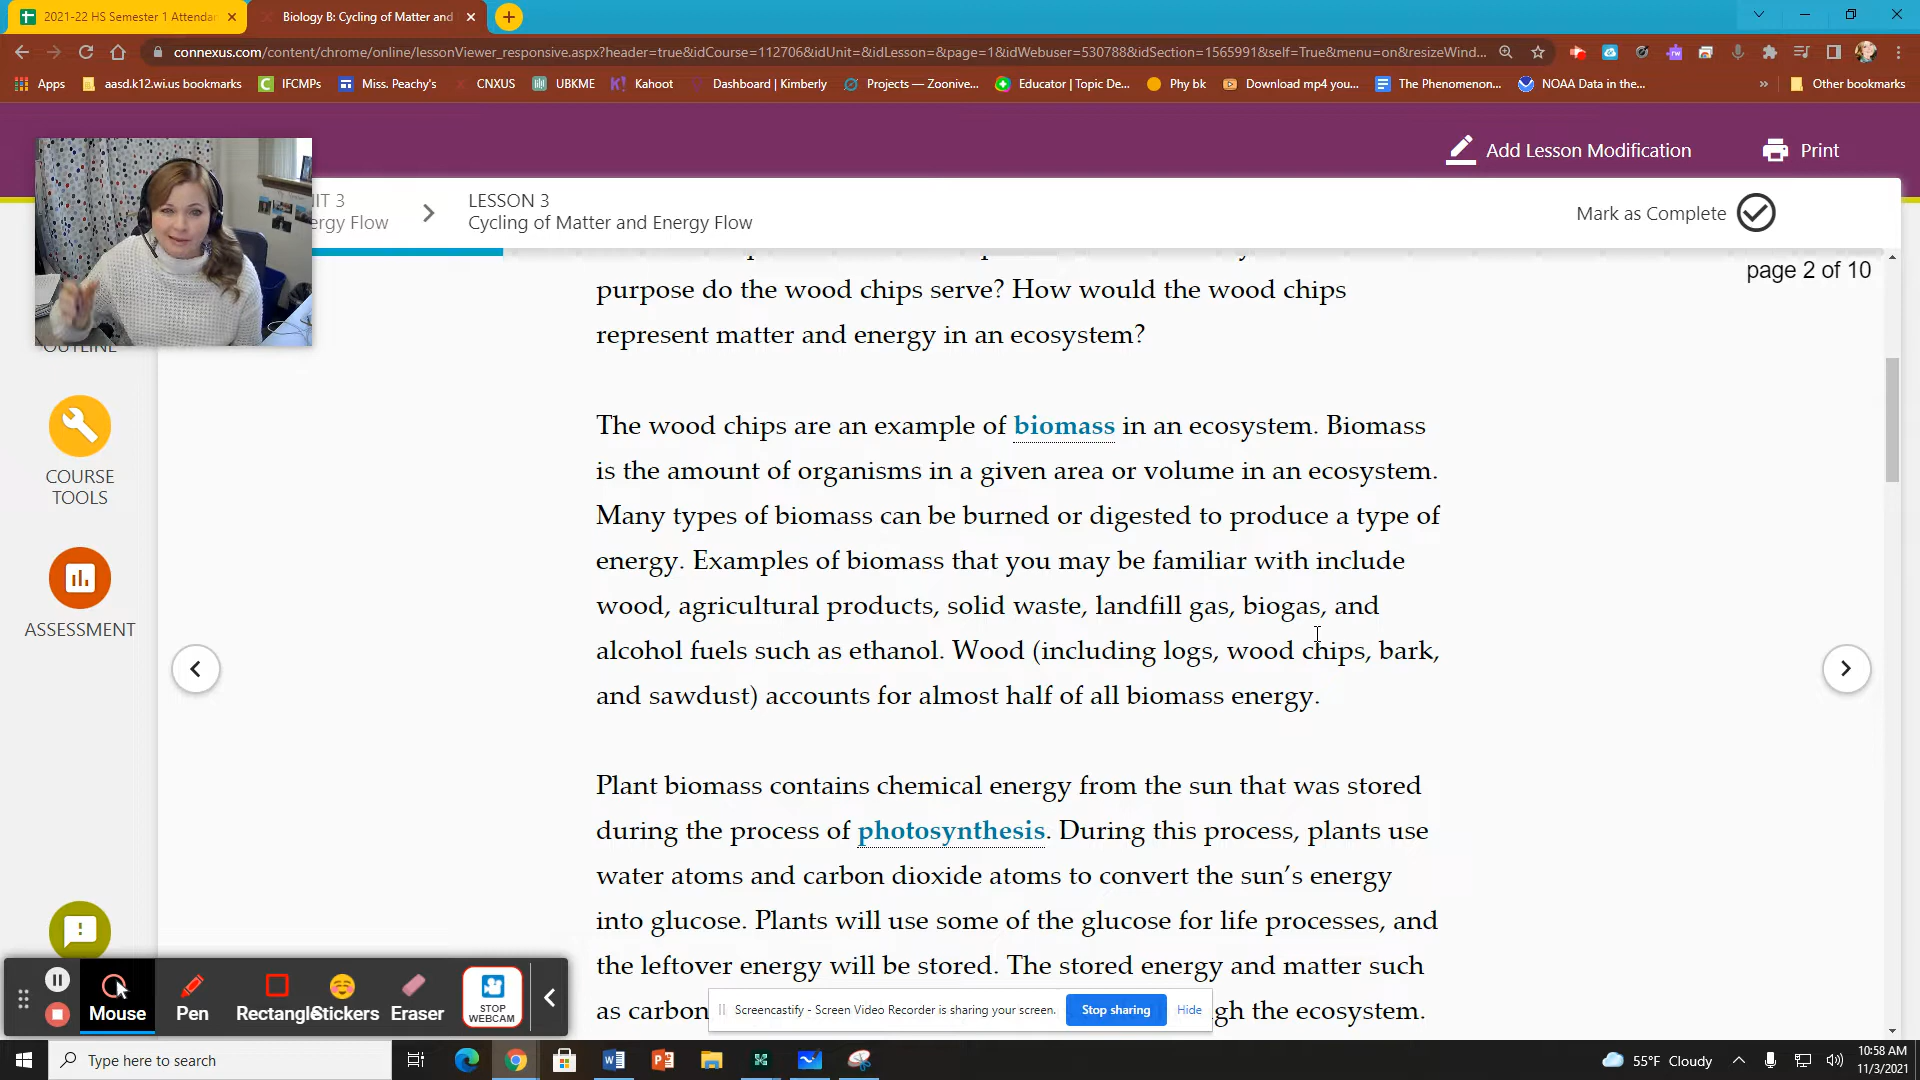 2021-22 HS Semester 1 Attendan
Biology B: Cycling of Matter and
connexus.com/content/chrome/online/lessonViewer_responsive.aspx?header=true&idCourse=112706&idUnit=&idLesson=&page=1&idWebuser=530788&idSection=1565991&self=True&menu=on&resizeWind...
Apps
aasd.k12.wi.us bookmarks
IFCMPs
Miss. Peachy's
CNXUS
UBKME
Kahoot
Dashboard | Kimberly
Projects — Zoonive...
Educator | Topic De...
Phy bk
Download mp4 you...
The Phenomenon...
NOAA Data in the...
Other bookmarks
Add Lesson Modification
Print
IT 3
ergy Flow
LESSON 3
Cycling of Matter and Energy Flow
Mark as Complete
page 2 of 10
OUTLINE
COURSE
TOOLS
ASSESSMENT
purpose do the wood chips serve? How would the wood chips
represent matter and energy in an ecosystem?
The wood chips are an example of biomass in an ecosystem. Biomass
is the amount of organisms in a given area or volume in an ecosystem.
Many types of biomass can be burned or digested to produce a type of
energy. Examples of biomass that you may be familiar with include
wood, agricultural products, solid waste, landfill gas, biogas, and
alcohol fuels such as ethanol. Wood (including logs, wood chips, bark,
and sawdust) accounts for almost half of all biomass energy.
Plant biomass contains chemical energy from the sun that was stored
during the process of photosynthesis. During this process, plants use
water atoms and carbon dioxide atoms to convert the sun's energy
into glucose. Plants will use some of the glucose for life processes, and
the leftover energy will be stored. The stored energy and matter such
as carbon
gh the ecosystem.
Mouse
Pen
Rectangle
Stickers
Eraser
STOP
WEBCAM
Screencastify - Screen Video Recorder is sharing your screen.
Stop sharing
Hide
Type here to search
55°F Cloudy
10:58 AM
11/3/2021